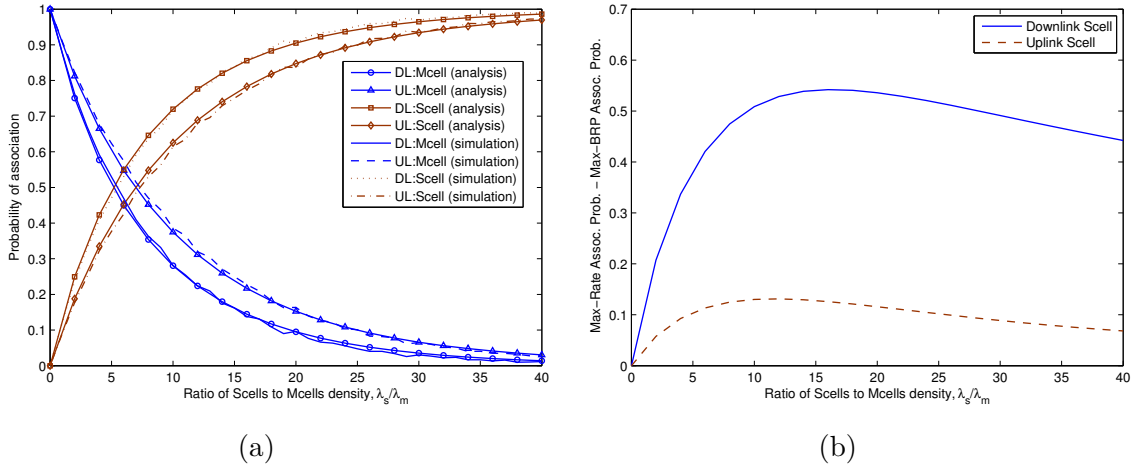 1
0.9
0.8
0.7
0.6
0.5
0.4
0.3
0.2
0.1
0
Probability of association
DL:Mcell (analysis)
UL:Mcell (analysis)
DL:Scell (analysis)
UL:Scell (analysis)
DL:Mcell (simulation)
UL:Mcell (simulation)
DL:Scell (simulation)
UL:Scell (simulation)
0 5 10 15 20 25 30 35 40
Ratio of Scells to Mcells density, λs/λm
(a)
0.7
0.6
0.5
0.4
0.3
0.2
0.1
0
Max−Rate Assoc. Prob. − Max−BRP Assoc. Prob.
Downlink Scell
Uplink Scell
0 5 10 15 20 25 30 35 40
Ratio of Scells to Mcells density, λs/λm
(b)